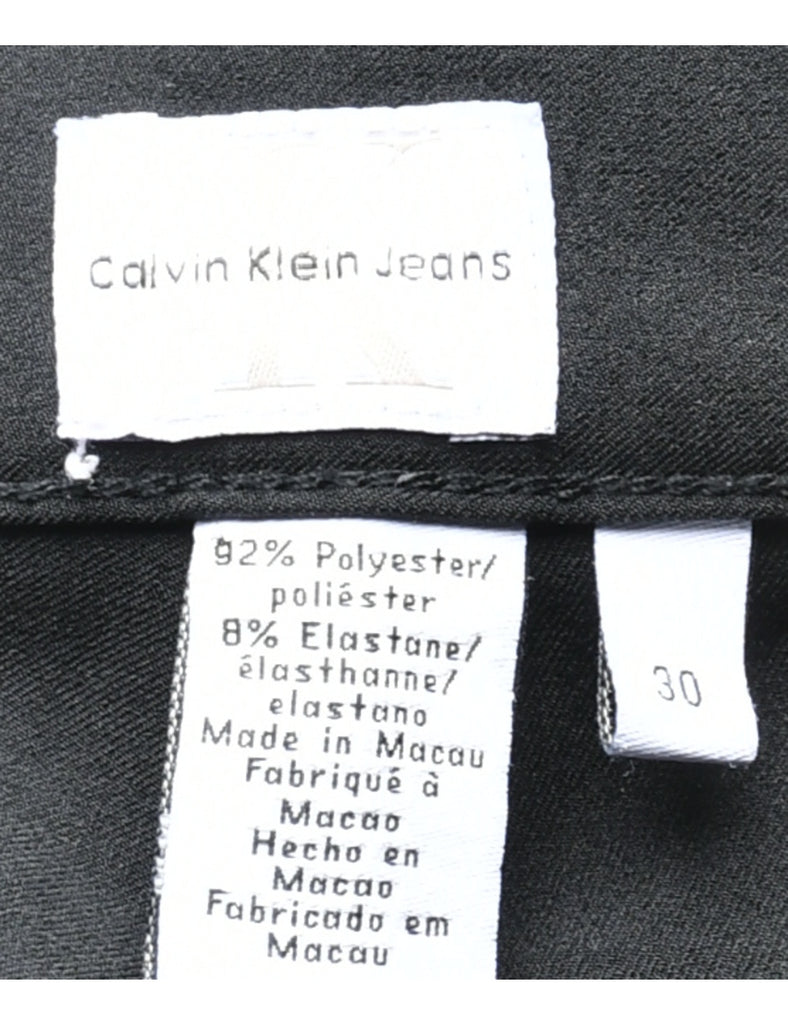 Calvin Klein Jeans
92% Polyester/
poliéster
8% Elastane/
élasthanne/
elastano
Made in Macau
Fabriqué à
Macao
Hecho en
Macao
Fabricado em
Macau
30